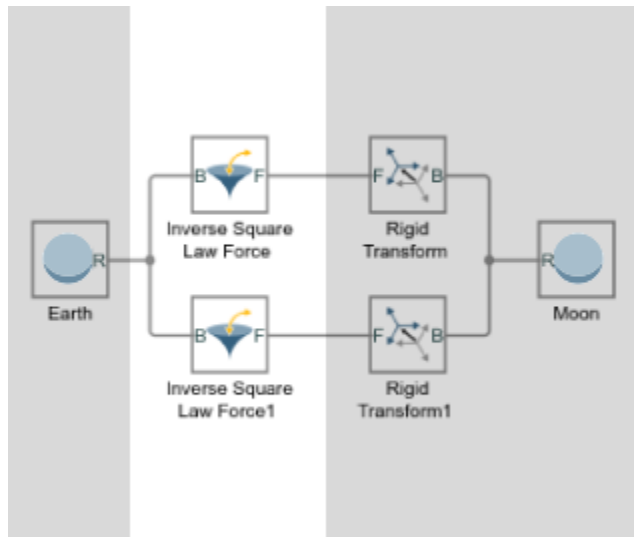 B F
F B
Inverse Square
Law Force
Rigid
Transform
R
Earth
R
Moon
B F
F B
Inverse Square
Law Force1
Rigid
Transform1